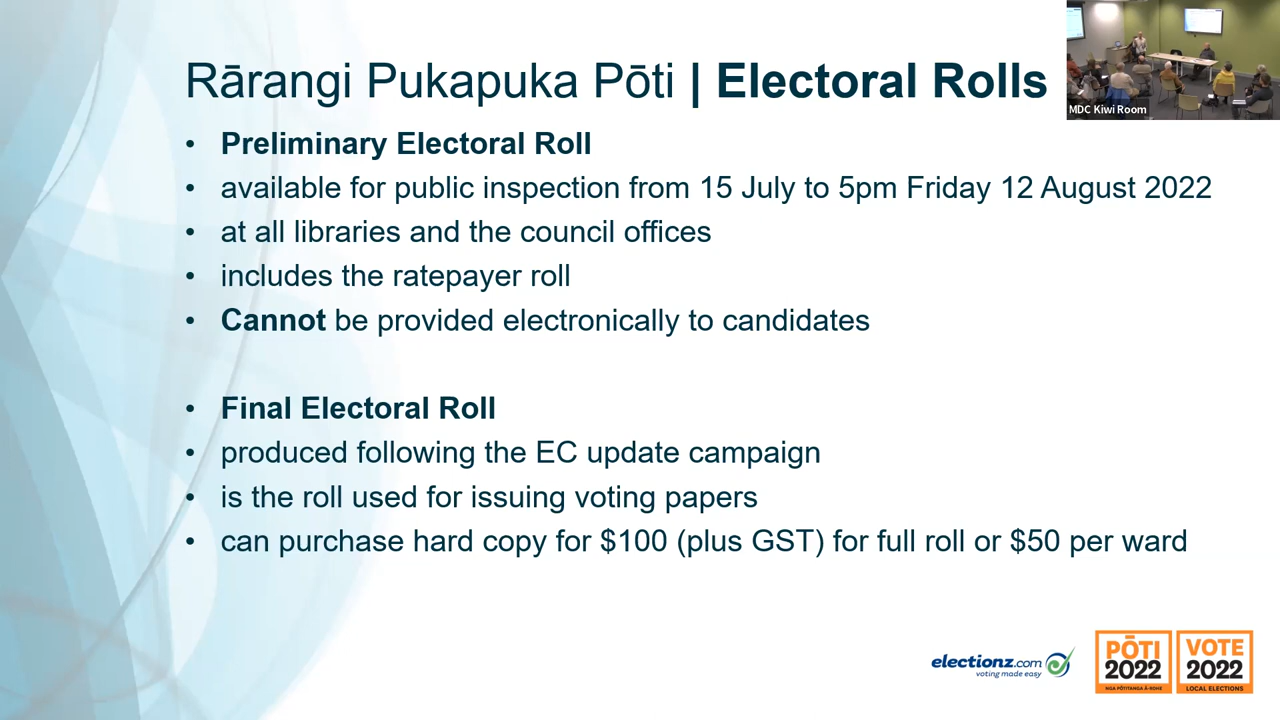 Rārangi Pukapuka Pōti | Electoral Rolls
MDC Kiwi Room
• Preliminary Electoral Roll
• available for public inspection from 15 July to 5pm Friday 12 August 2022
• at all libraries and the council offices
• includes the ratepayer roll
• Cannot be provided electronically to candidates
• Final Electoral Roll
• produced following the EC update campaign
• is the roll used for issuing voting papers
• can purchase hard copy for $100 (plus GST) for full roll or $50 per ward
electionz.com
voting made easy
PŌTI
2022
NGA PŌTITANGA Ā-ROHE
VOTE
2022
LOCAL ELECTIONS